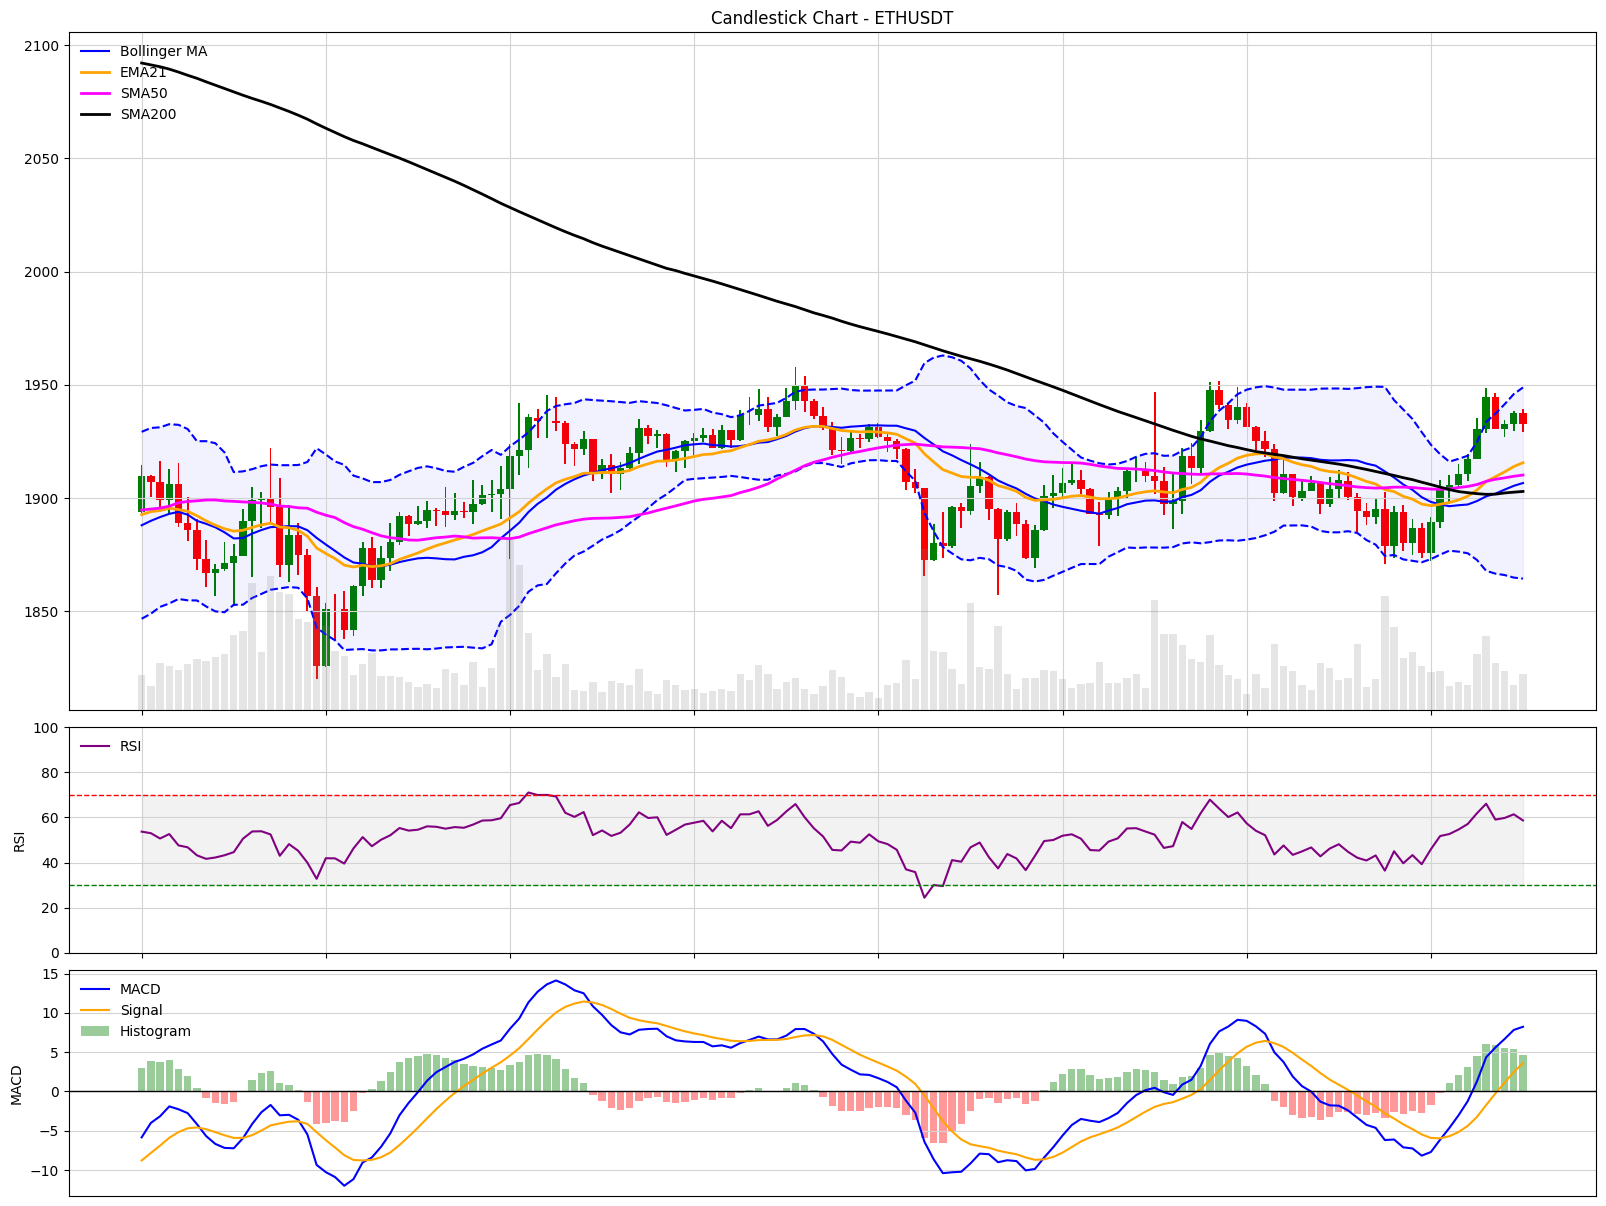 Candlestick Chart - ETHUSDT
Bollinger MA
EMA21
SMA50
SMA200
2100
2050
2000
1950
1900
1850
RSI
RSI
100
80
60
40
20
0
MACD
Signal
Histogram
MACD
15
10
5
0
−5
−10